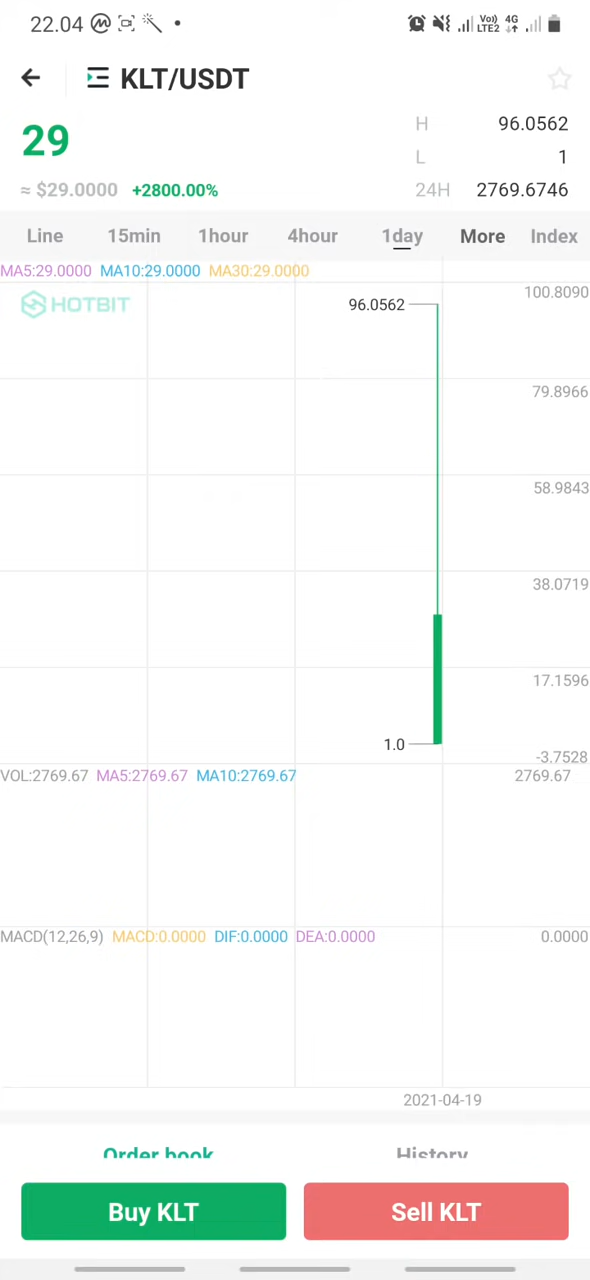 22.04 Vo) 4G LTE2
KLT/USDT
29 H 96.0562
L 1
≈ $29.0000 +2800.00% 24H 2769.6746
Line 15min 1hour 4hour 1day More Index
MA5:29.0000 MA10:29.0000 MA30:29.0000
100.8090
HOTBIT 96.0562
79.8966
58.9843
38.0719
17.1596
1.0
-3.7528
VOL:2769.67 MA5:2769.67 MA10:2769.67 2769.67
MACD(12,26,9) MACD:0.0000 DIF:0.0000 DEA:0.0000 0.0000
2021-04-19
Order book History
Buy KLT Sell KLT